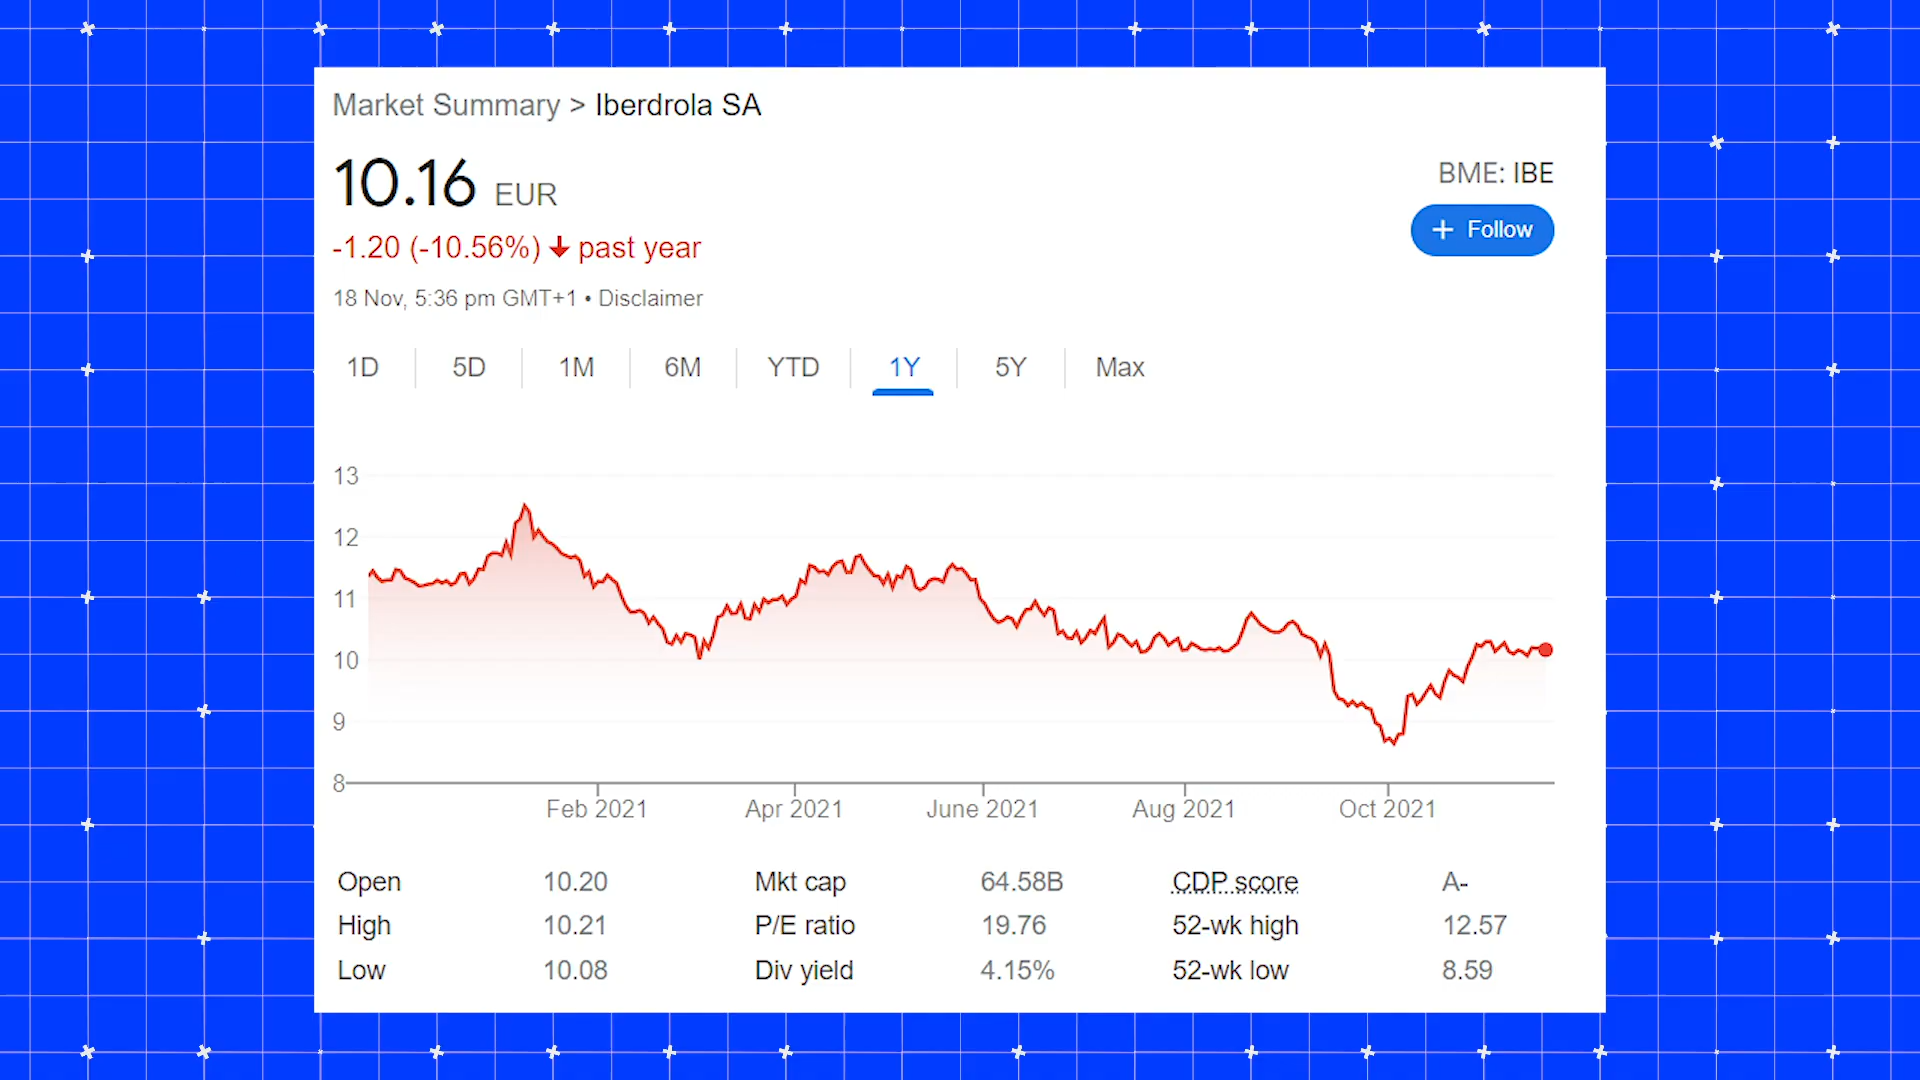 Market Summary > Iberdrola SA
10.16 EUR
BME: IBE
+ Follow
-1.20 (-10.56%) ↓ past year
18 Nov, 5:36 pm GMT+1 • Disclaimer
1D 5D 1M 6M YTD 1Y 5Y Max
13
12
11
10
9
8
Feb 2021 Apr 2021 June 2021 Aug 2021 Oct 2021
Open 10.20 Mkt cap 64.58B CDP score A-
High 10.21 P/E ratio 19.76 52-wk high 12.57
Low 10.08 Div yield 4.15% 52-wk low 8.59